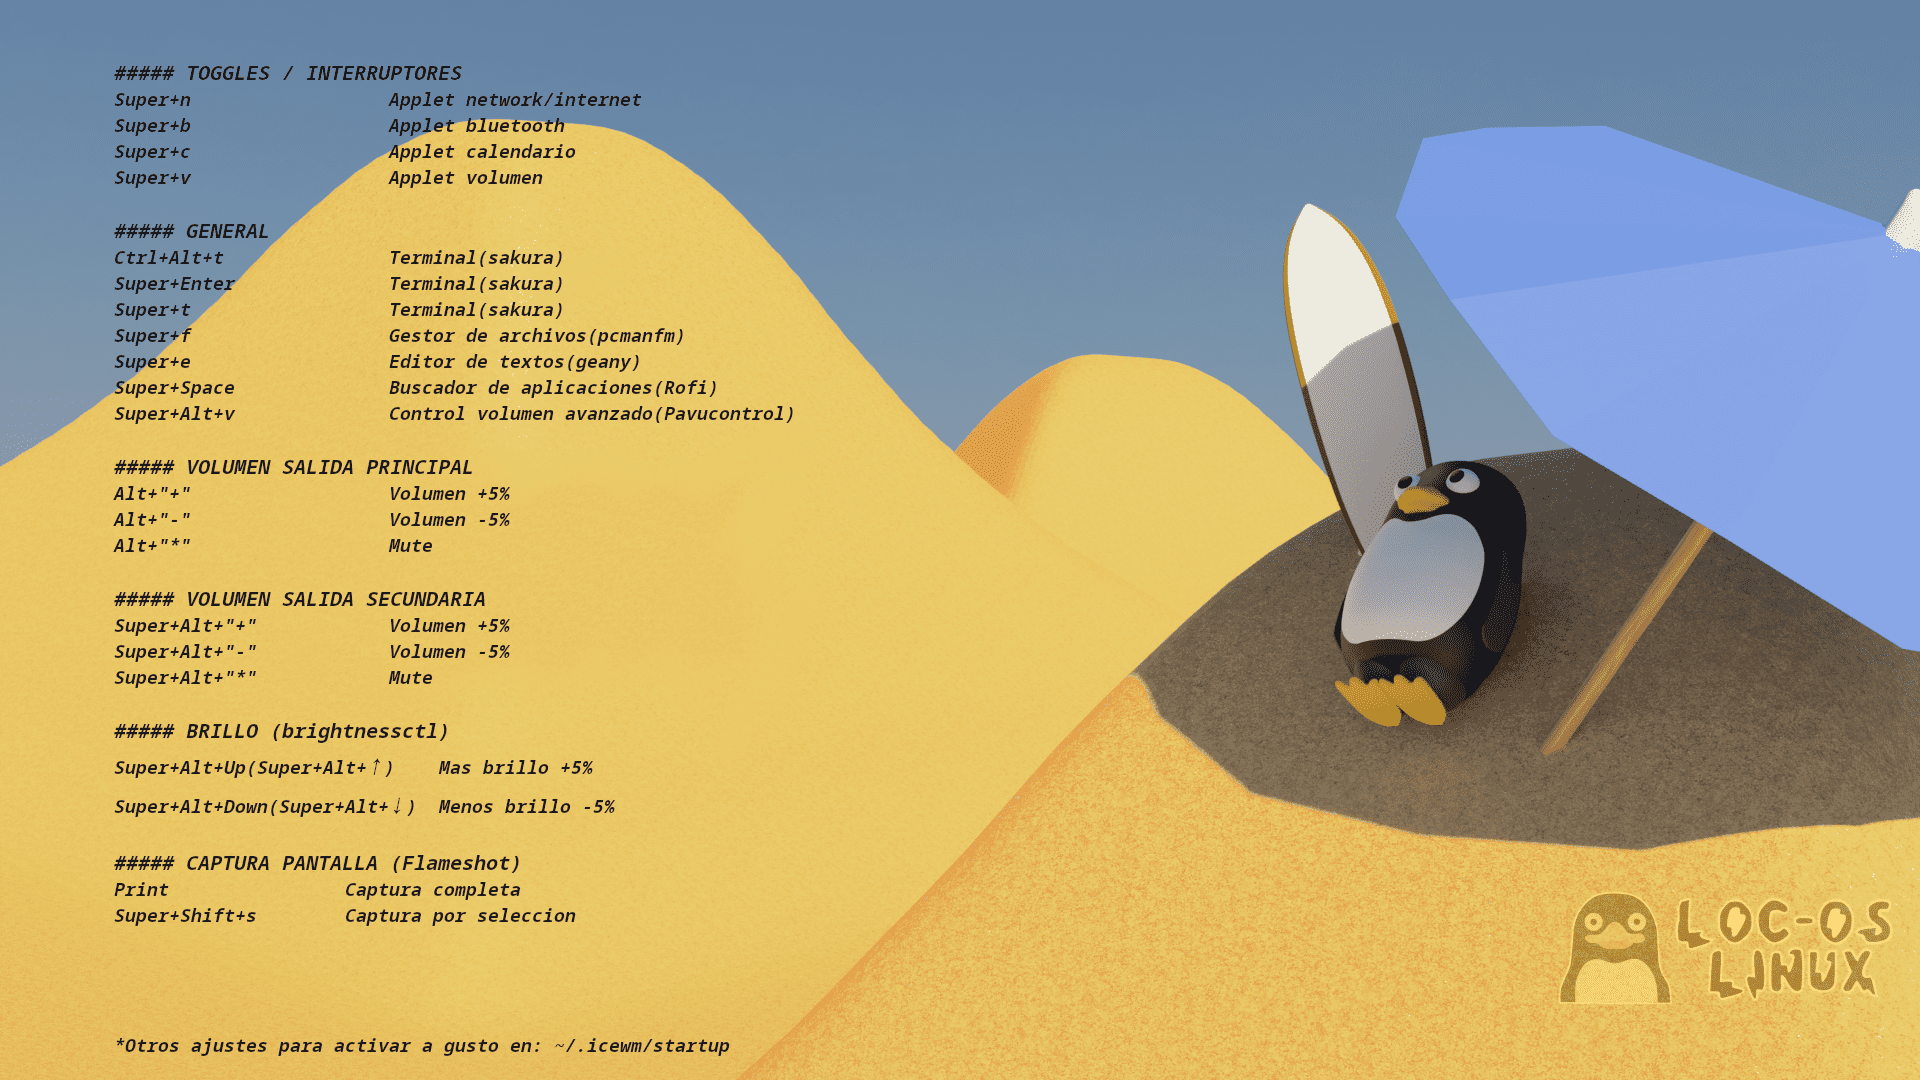 ##### TOGGLES / INTERRUPTORES
Super+n Applet network/internet
Super+b Applet bluetooth
Super+c Applet calendario
Super+v Applet volumen
##### GENERAL
Ctrl+Alt+t Terminal(sakura)
Super+Enter Terminal(sakura)
Super+t Terminal(sakura)
Super+f Gestor de archivos(pcmanfm)
Super+e Editor de textos(geany)
Super+Space Buscador de aplicaciones(Rofi)
Super+Alt+v Control volumen avanzado(Pavucontrol)
##### VOLUMEN SALIDA PRINCIPAL
Alt+"+" Volumen +5%
Alt+"-" Volumen -5%
Alt+"*" Mute
##### VOLUMEN SALIDA SECUNDARIA
Super+Alt+"+" Volumen +5%
Super+Alt+"-" Volumen -5%
Super+Alt+"*" Mute
##### BRILLO (brightnessctl)
Super+Alt+Up(Super+Alt+↑) Mas brillo +5%
Super+Alt+Down(Super+Alt+↓) Menos brillo -5%
##### CAPTURA PANTALLA (Flameshot)
Print Captura completa
Super+Shift+s Captura por seleccion
*Otros ajustes para activar a gusto en: ~/.icewm/startup
LOC-OS
LINUX